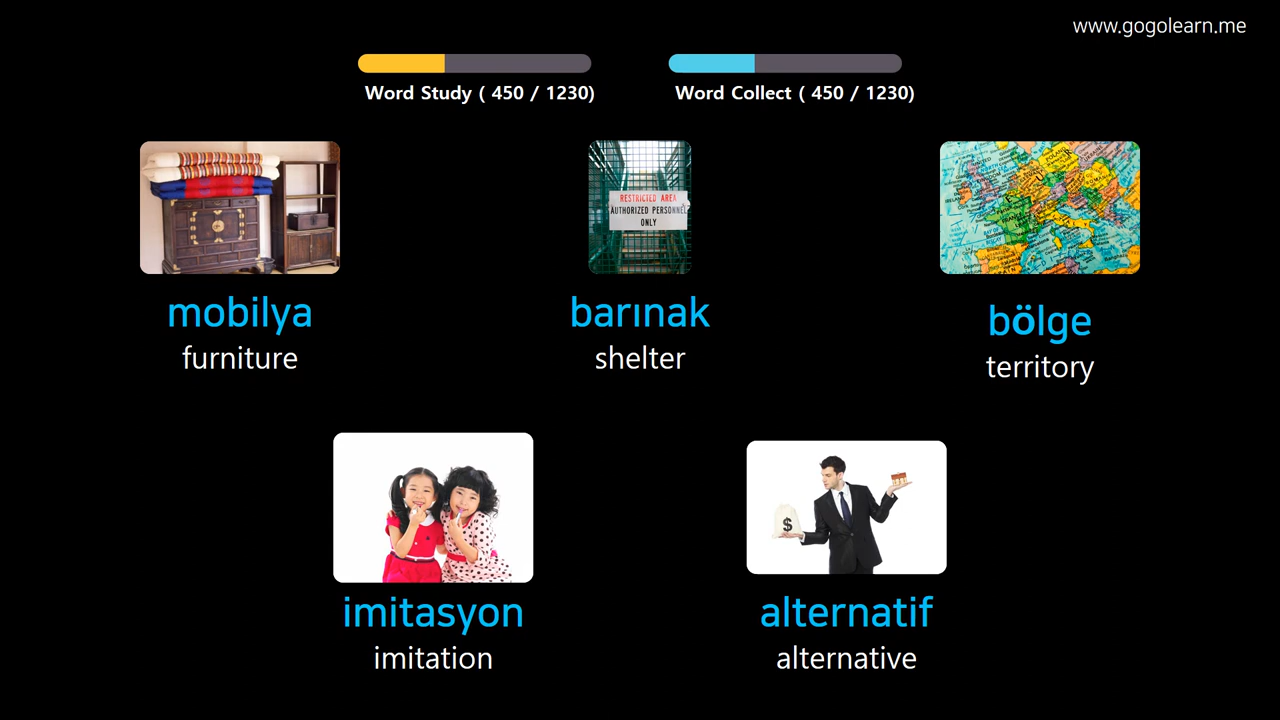 www.gogolearn.me
Word Study ( 450 / 1230)
Word Collect ( 450 / 1230)
RESTRICTED AREA
AUTHORIZED PERSONNEL
ONLY
mobilya
furniture
barınak
shelter
bölge
territory
$
imitasyon
imitation
alternatif
alternative